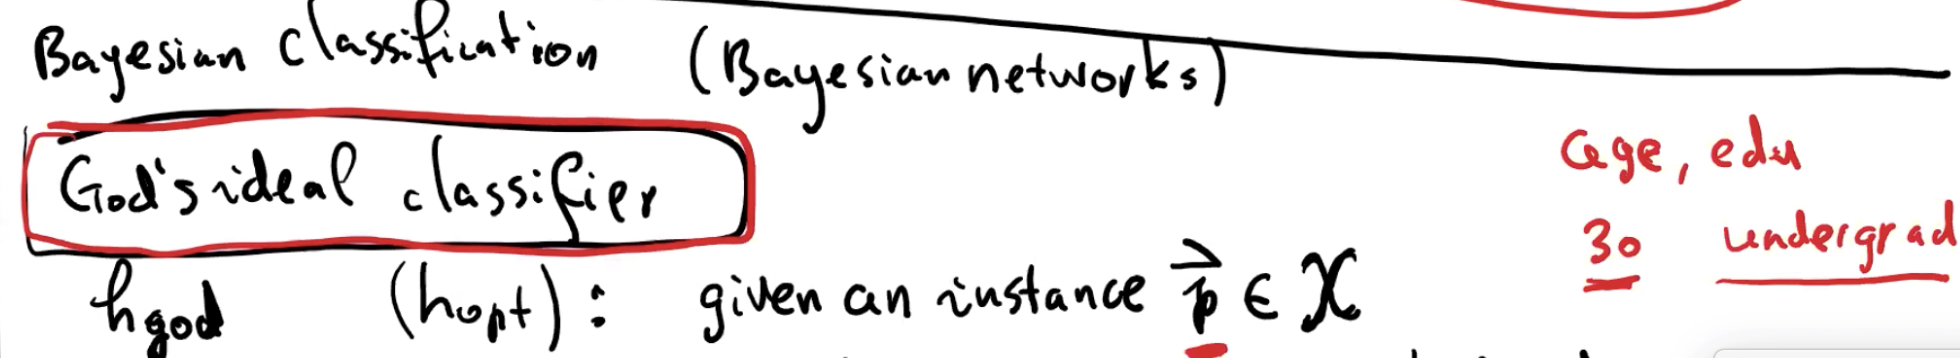 Bayesian classification (Bayesian networks)
God's ideal classifier
age, edu
30 undergrad
hgod (hopt): given an instance p⃗ ∈ X